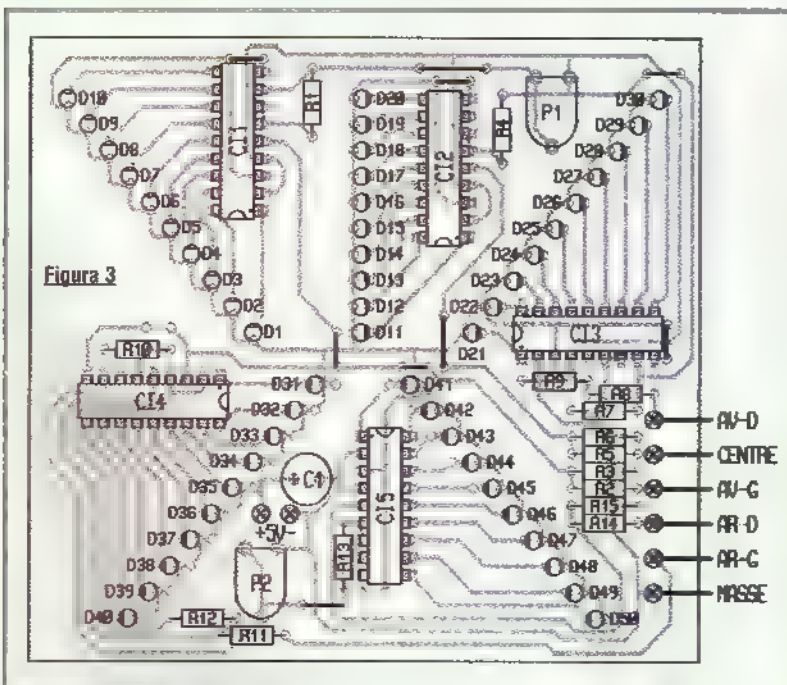 D10
D9
D8
D7
D6
D5
D4
D3
D2
D1
CI1
R1
D20
D19
D18
D17
D16
D15
D14
D13
D12
D11
CI2
R4
P1
D30
D29
D28
D27
D26
D25
D24
D23
D22
D21
CI3
Figura 3
R10
CI4
D31
D32
D33
D34
D35
D36
D37
D38
D39
D40
+ C1
+5V-
P2
R12
R11
R13
CI5
D41
D42
D43
D44
D45
D46
D47
D48
D49
D50
R9
R8
R7
R6
R5
R3
R2
R15
R14
AV-D
CENTRE
AV-G
AR-D
AR-G
MASSE